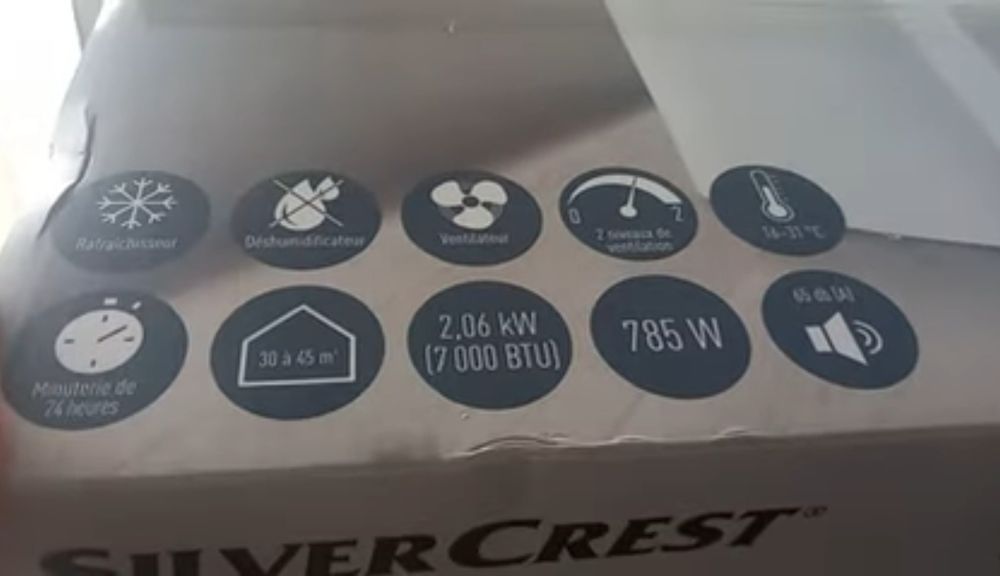 Rafraîchisseur
Déshumidificateur
Ventilateur
0 2
2 niveaux de
ventilation
16-31 °C
Minuterie de
24 heures
30 à 45 m³
2,06 kW
(7 000 BTU)
785 W
65 db (A)
SILVERCREST®